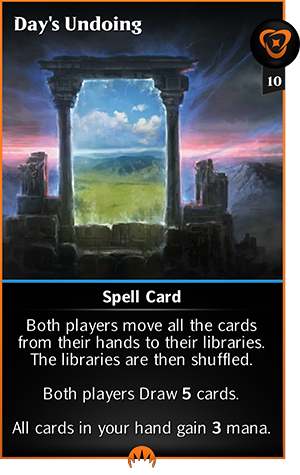 Day's Undoing
10
Spell Card
Both players move all the cards
from their hands to their libraries.
The libraries are then shuffled.
Both players Draw 5 cards.
All cards in your hand gain 3 mana.